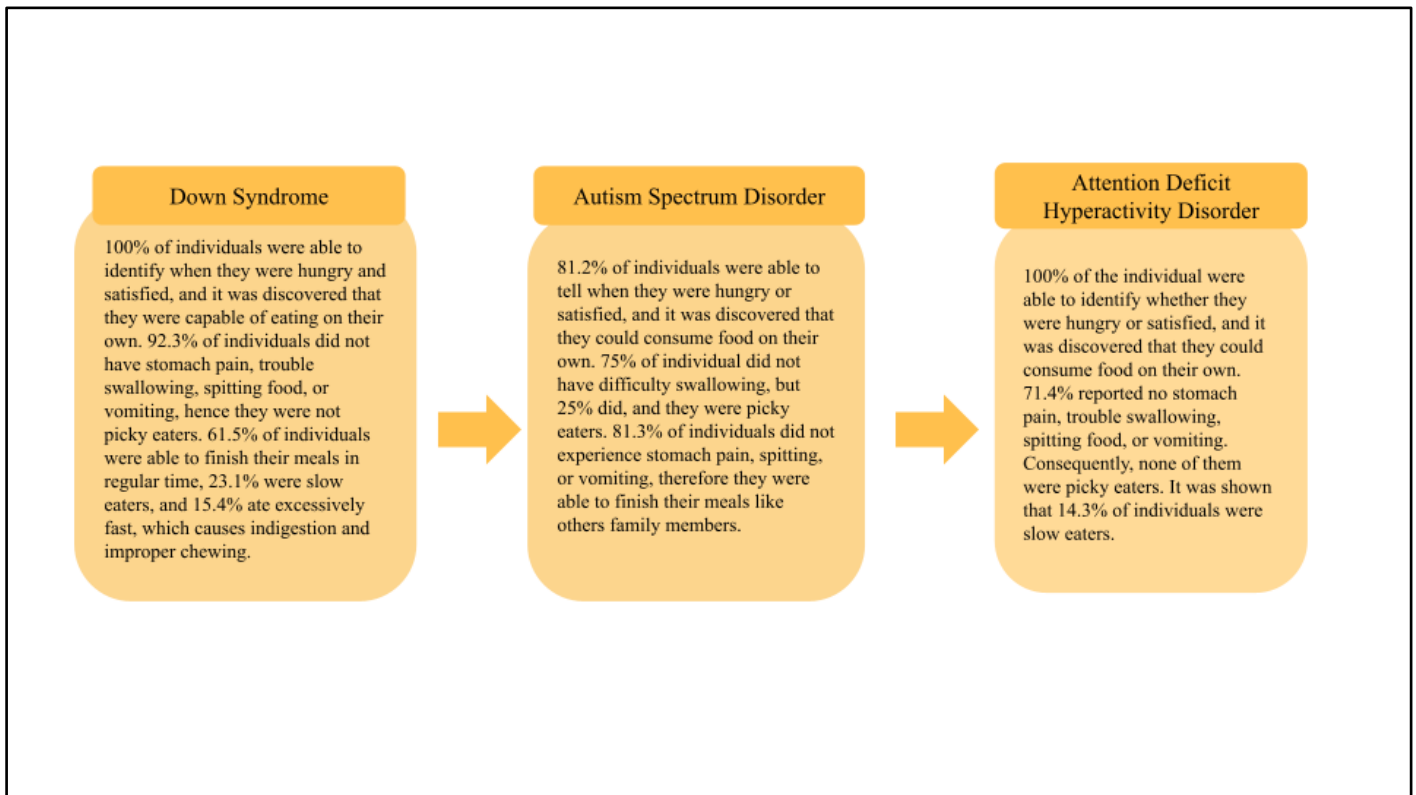 Down Syndrome
100% of individuals were able to
identify when they were hungry and
satisfied, and it was discovered that
they were capable of eating on their
own. 92.3% of individuals did not
have stomach pain, trouble
swallowing, spitting food, or
vomiting, hence they were not
picky eaters. 61.5% of individuals
were able to finish their meals in
regular time, 23.1% were slow
eaters, and 15.4% ate excessively
fast, which causes indigestion and
improper chewing.
Autism Spectrum Disorder
81.2% of individuals were able to
tell when they were hungry or
satisfied, and it was discovered that
they could consume food on their
own. 75% of individual did not
have difficulty swallowing, but
25% did, and they were picky
eaters. 81.3% of individuals did not
experience stomach pain, spitting,
or vomiting, therefore they were
able to finish their meals like
others family members.
Attention Deficit
Hyperactivity Disorder
100% of the individual were
able to identify whether they
were hungry or satisfied, and it
was discovered that they could
consume food on their own.
71.4% reported no stomach
pain, trouble swallowing,
spitting food, or vomiting.
Consequently, none of them
were picky eaters. It was shown
that 14.3% of individuals were
slow eaters.